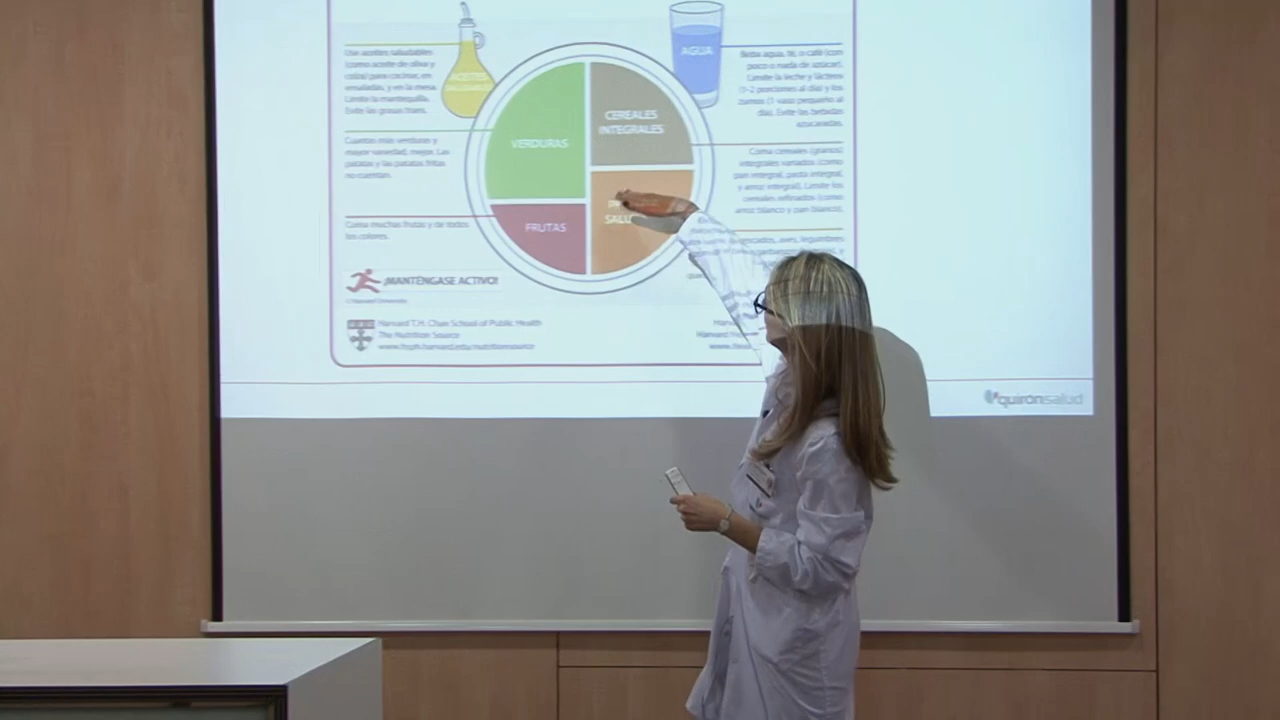 Use aceites saludables
(como aceite de oliva y
colza) para cocinar, en
ensaladas, y en la mesa.
Limite la mantequilla.
Evite las grasas trans.
ACEITES
SALUDABLES
AGUA
Beba agua, té, o café (con
poco o nada de azúcar).
Limite la leche y lácteos
(1-2 porciones al día) y los
zumos (1 vaso pequeño al
día). Evite las bebidas
azucaradas.
Cuantas más verduras y
mayor variedad, mejor. Las
patatas y las patatas fritas
no cuentan.
VERDURAS
CEREALES
INTEGRALES
Coma cereales (granos)
integrales variados (como
pan integral, pasta integral,
y arroz integral). Limite los
cereales refinados (como
arroz blanco y pan blanco).
Coma muchas frutas y de todos
los colores.
FRUTAS
aves, legumbres
¡MANTÉNGASE ACTIVO!
© Harvard University
Harvard T.H. Chan School of Public Health
The Nutrition Source
www.hsph.harvard.edu/nutritionsource
quirónsalud